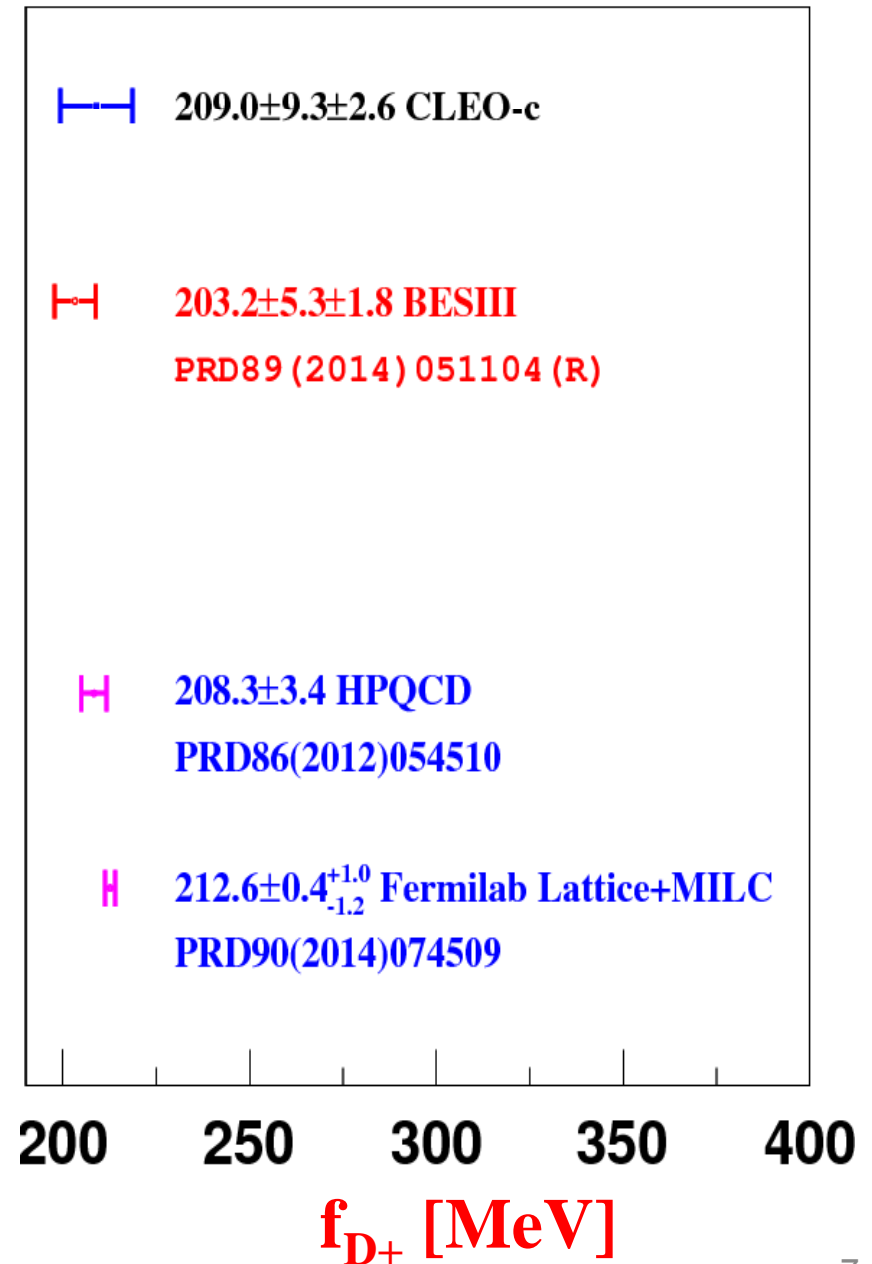 209.0±9.3±2.6 CLEO-c
203.2±5.3±1.8 BESIII
PRD89(2014)051104(R)
208.3±3.4 HPQCD
PRD86(2012)054510
212.6±0.4+1.0-1.2 Fermilab Lattice+MILC
PRD90(2014)074509
200 250 300 350 400
fD+ [MeV]